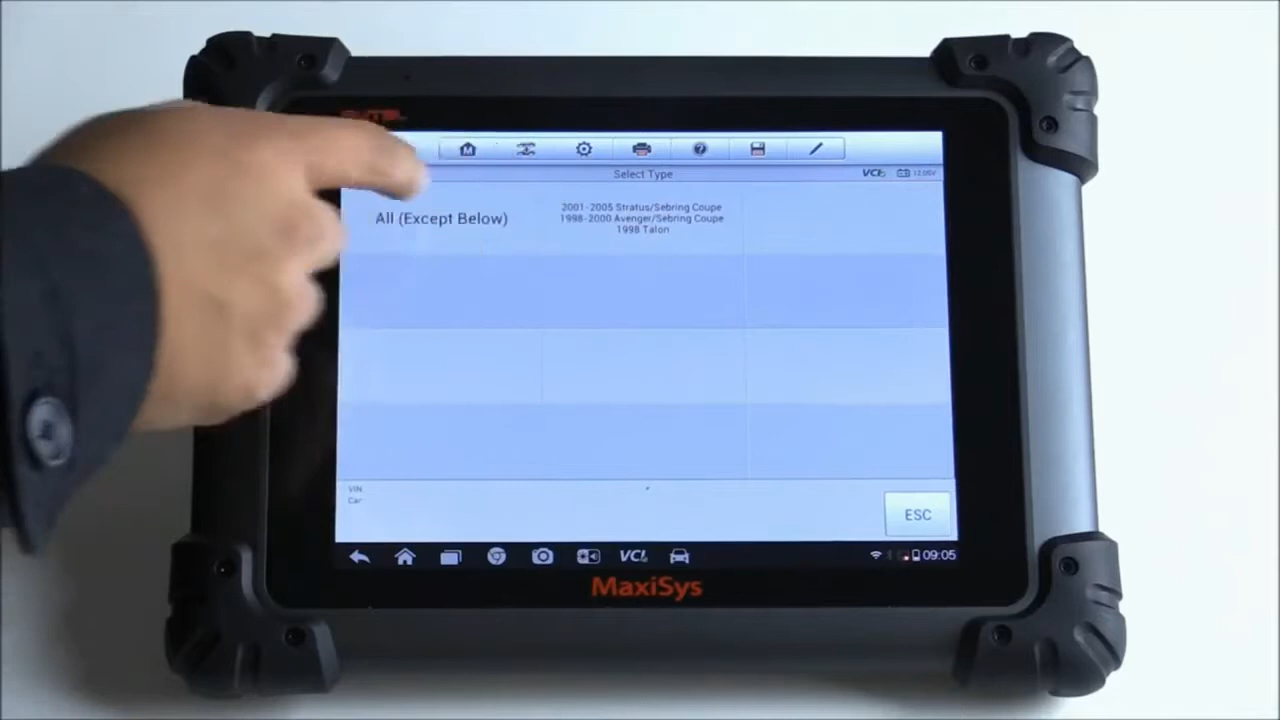 Select Type
VCI
All (Except Below)
2001-2005 Stratus/Sebring Coupe
1998-2000 Avenger/Sebring Coupe
1998 Talon
VIN
Car
ESC
VCI
09:05
MaxiSys